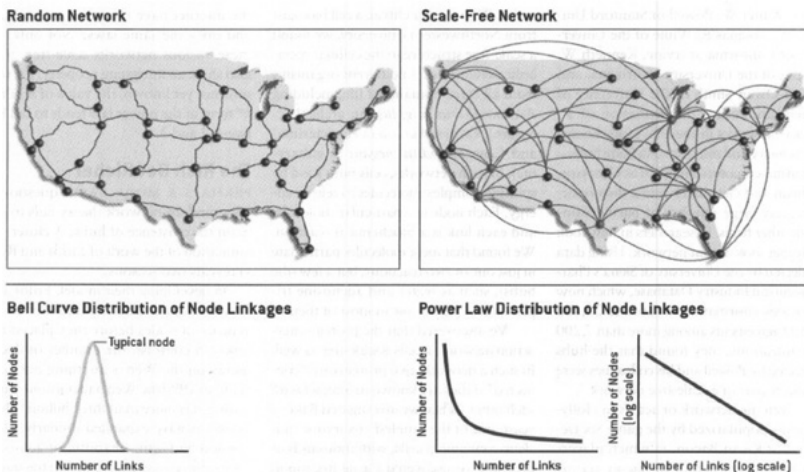 Random Network
Scale-Free Network
Bell Curve Distribution of Node Linkages
Typical node
Number of Nodes
Number of Links
Power Law Distribution of Node Linkages
Number of Nodes
Number of Links
Number of Nodes
[log scale]
Number of Links [log scale]